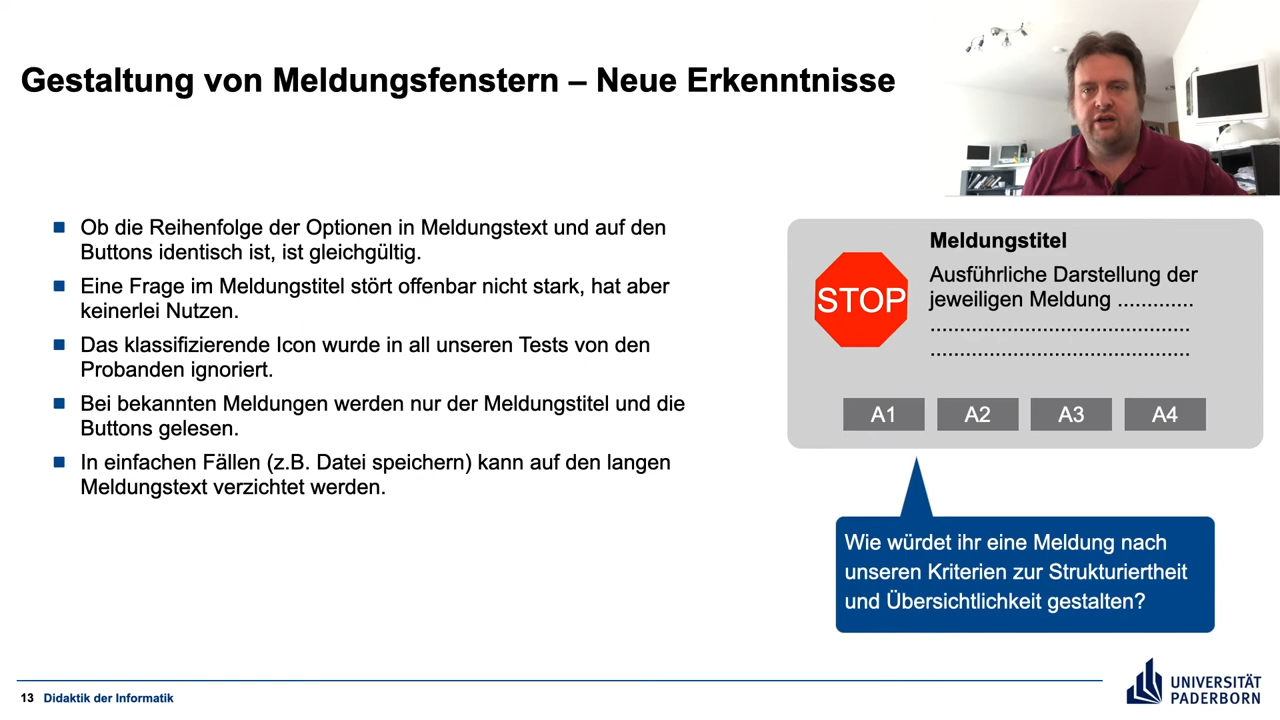 Gestaltung von Meldungsfenstern – Neue Erkenntnisse
Ob die Reihenfolge der Optionen in Meldungstext und auf den
Buttons identisch ist, ist gleichgültig.
Eine Frage im Meldungstitel stört offenbar nicht stark, hat aber
keinerlei Nutzen.
Das klassifizierende Icon wurde in all unseren Tests von den
Probanden ignoriert.
Bei bekannten Meldungen werden nur der Meldungstitel und die
Buttons gelesen.
In einfachen Fällen (z.B. Datei speichern) kann auf den langen
Meldungstext verzichtet werden.
Meldungstitel
STOP
Ausführliche Darstellung der
jeweiligen Meldung .............
............................................
............................................
A1 A2 A3 A4
Wie würdet ihr eine Meldung nach
unseren Kriterien zur Strukturiertheit
und Übersichtlichkeit gestalten?
13 Didaktik der Informatik
UNIVERSITÄT
PADERBORN